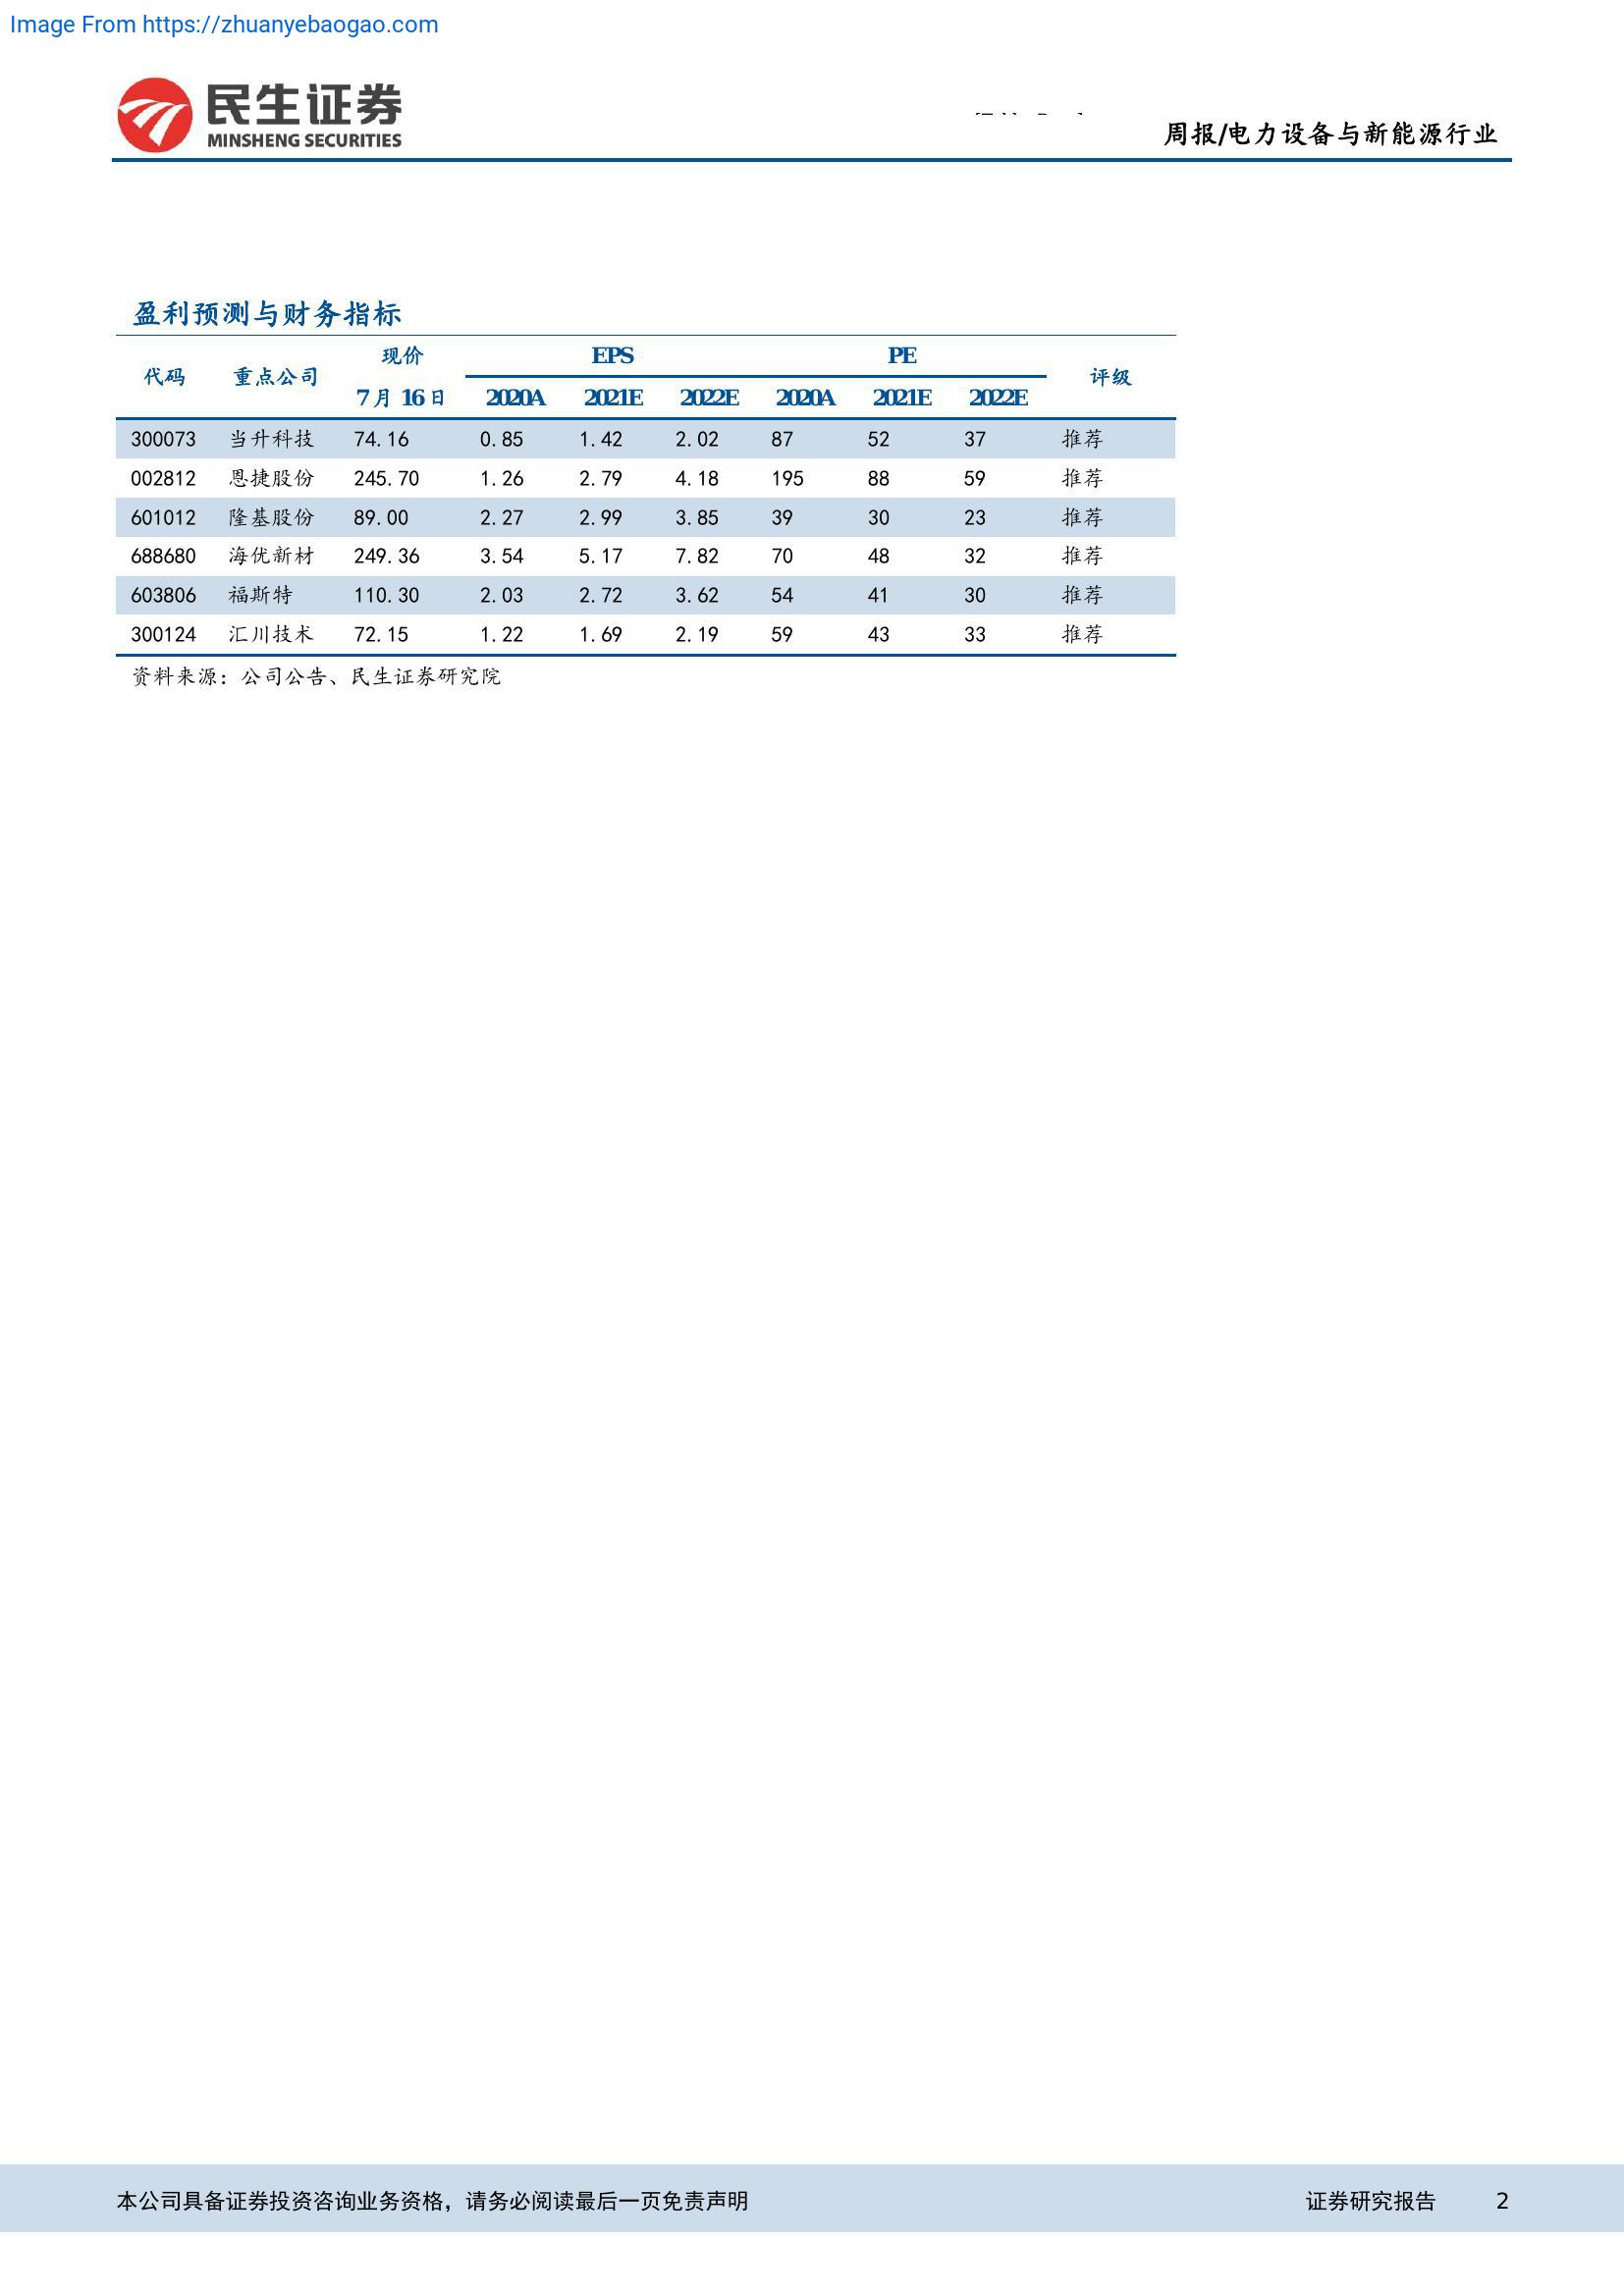 Image From https://zhuanyebaogao.com
民生证券
MINSHENG SECURITIES
周报/电力设备与新能源行业
盈利预测与财务指标
代码 重点公司 现价 EPS PE 评级
7 月 16 日 2020A 2021E 2022E 2020A 2021E 2022E
300073 当升科技 74.16 0.85 1.42 2.02 87 52 37 推荐
002812 恩捷股份 245.70 1.26 2.79 4.18 195 88 59 推荐
601012 隆基股份 89.00 2.27 2.99 3.85 39 30 23 推荐
688680 海优新材 249.36 3.54 5.17 7.82 70 48 32 推荐
603806 福斯特 110.30 2.03 2.72 3.62 54 41 30 推荐
300124 汇川技术 72.15 1.22 1.69 2.19 59 43 33 推荐
资料来源：公司公告、民生证券研究院
本公司具备证券投资咨询业务资格，请务必阅读最后一页免责声明 证券研究报告 2